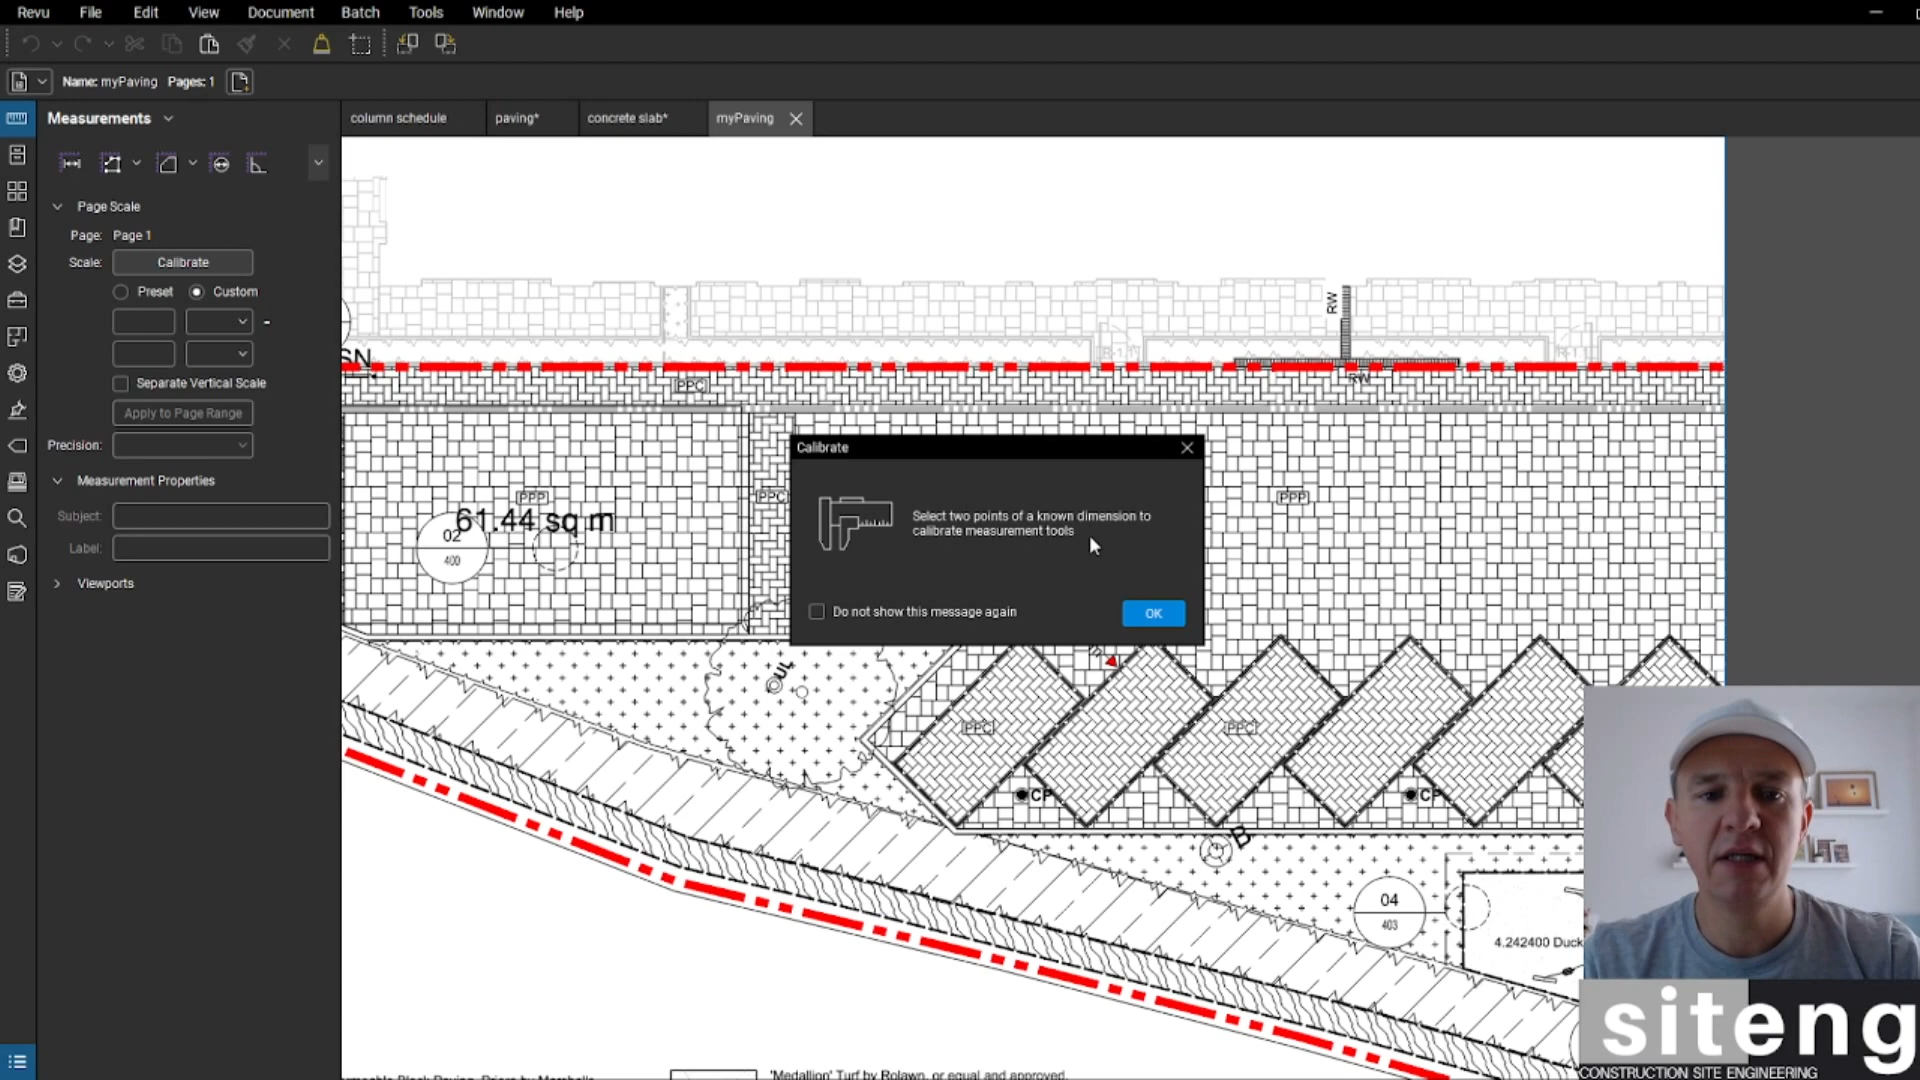 Revu File Edit View Document Batch Tools Window Help
Name: myPaving Pages: 1
Measurements
column schedule paving* concrete slab* myPaving
Page Scale
Page: Page 1
Scale: Calibrate
Preset Custom
Separate Vertical Scale
Apply to Page Range
Precision:
Measurement Properties
Subject:
Label:
Viewports
RW
SN
PPC
RW
PPP
61.44 sq m
02
400
PPC
PPP
Calibrate
Select two points of a known dimension to
calibrate measurement tools
Do not show this message again
OK
PPC
PPC
CP
CP
B
04
403
4.242400 Duck
'Medallion' Turf by Rolawn, or equal and approved.
siteng
CONSTRUCTION SITE ENGINEERING